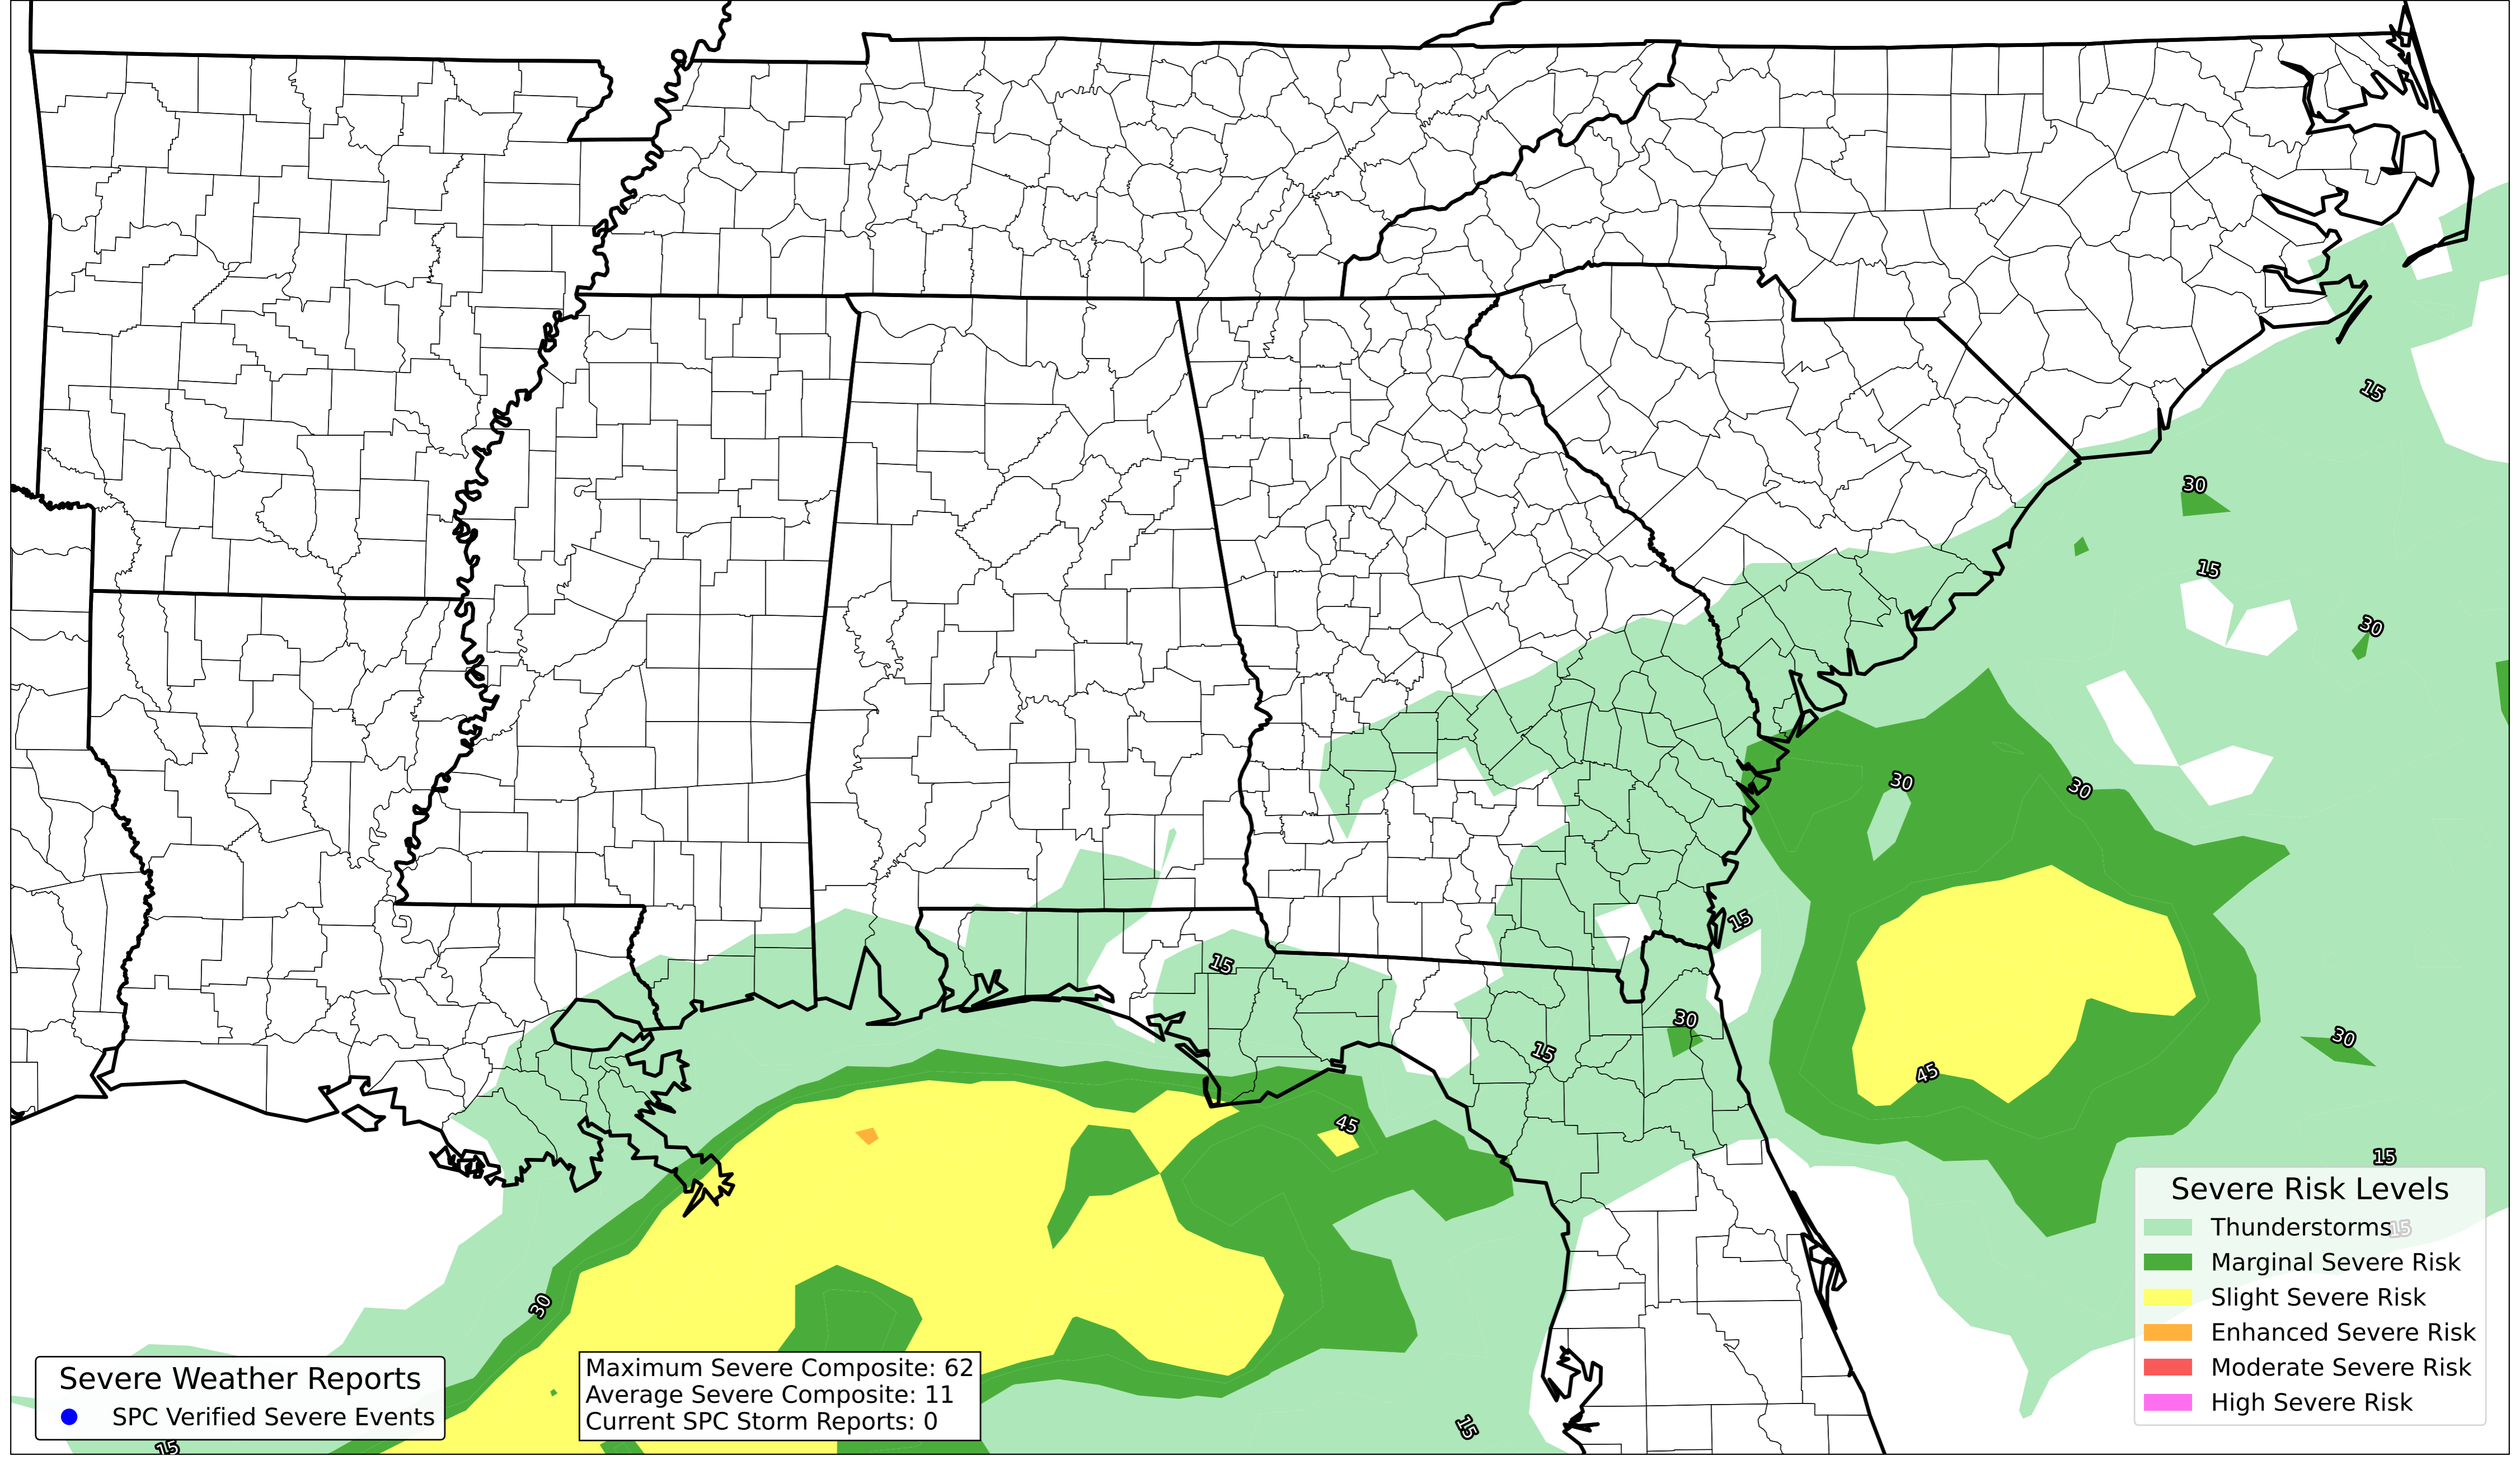 15
30
15
30
30
30
15
15
30
15
30
45
45
15
30
15
15
15
Severe Risk Levels
Thunderstorms
Marginal Severe Risk
Slight Severe Risk
Enhanced Severe Risk
Moderate Severe Risk
High Severe Risk
Severe Weather Reports
SPC Verified Severe Events
Maximum Severe Composite: 62
Average Severe Composite: 11
Current SPC Storm Reports: 0